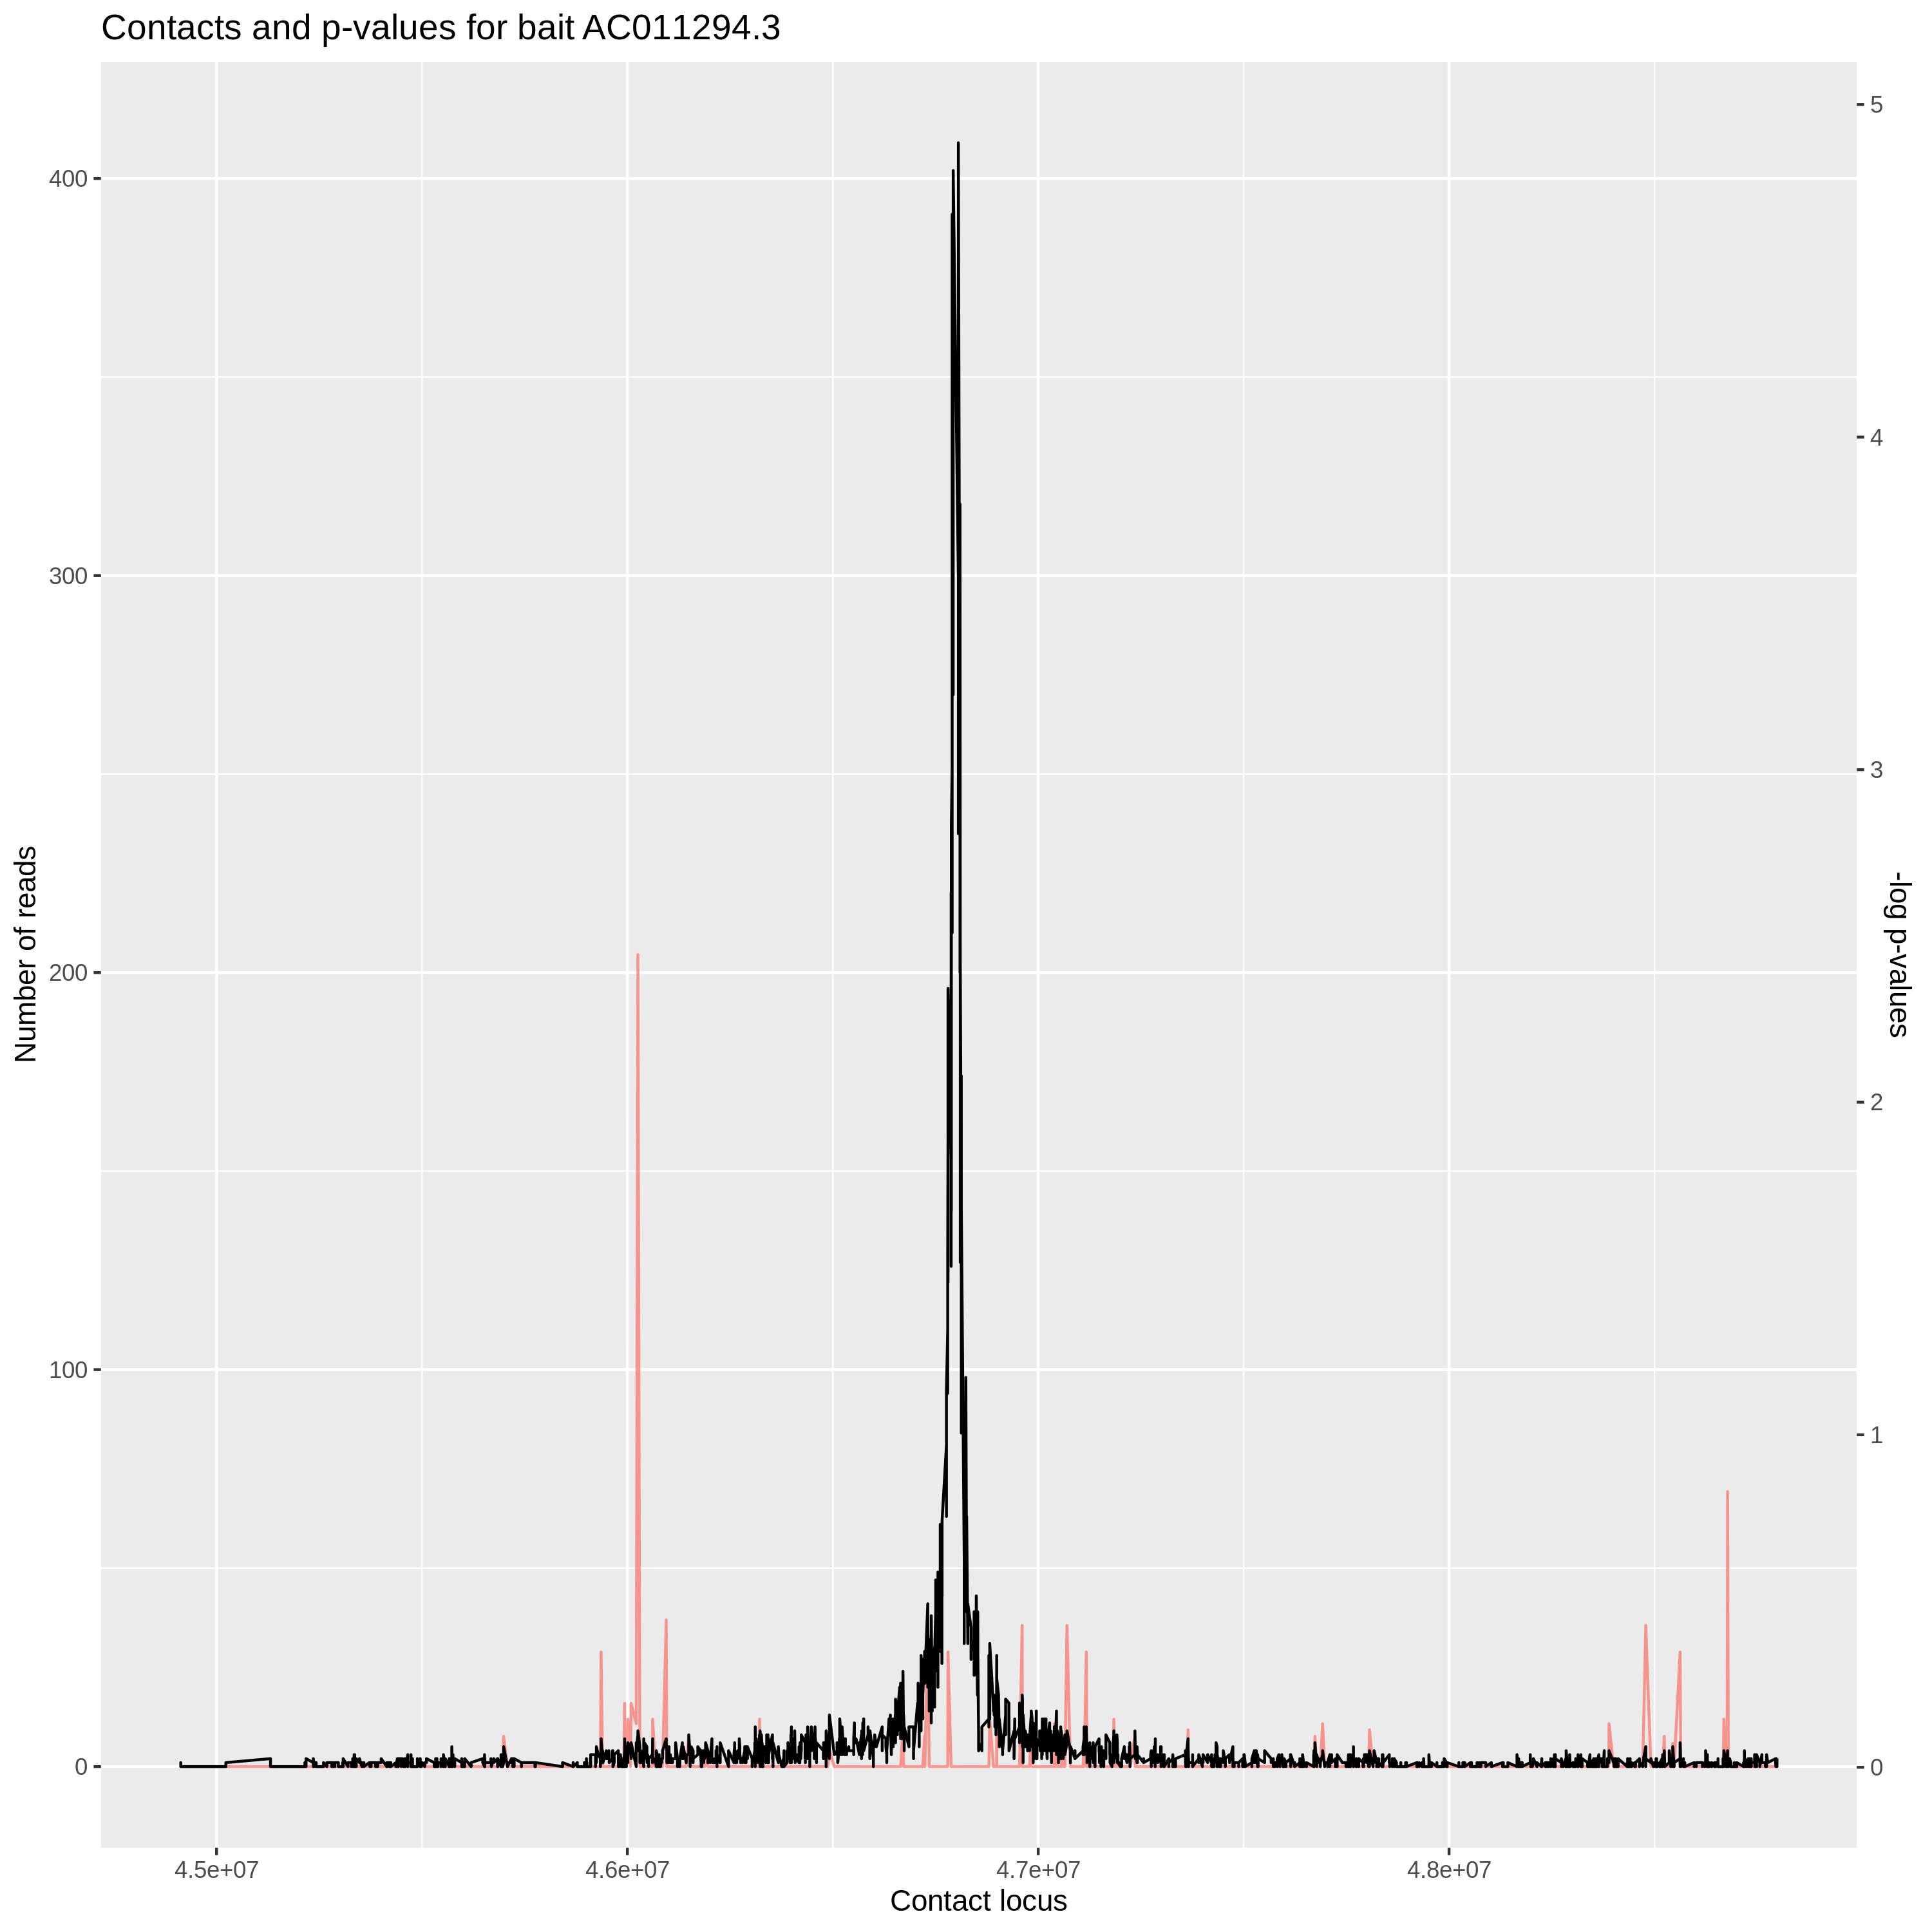 Contacts and p-values for bait AC011294.3
400
300
200
100
0
Number of reads
5
4
3
2
1
0
-log p-values
4.5e+07
4.6e+07
4.7e+07
4.8e+07
Contact locus